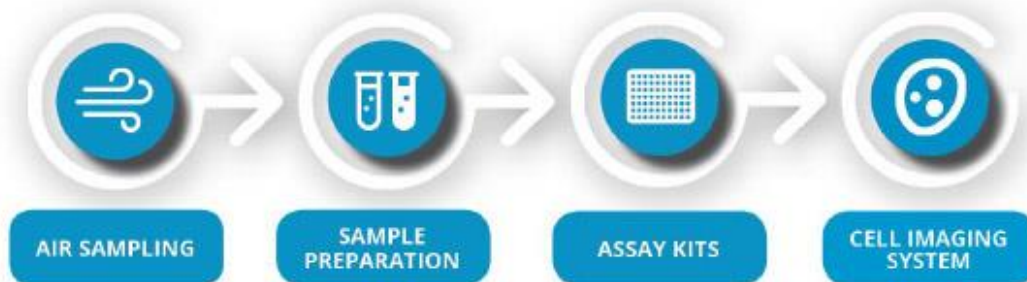 AIR SAMPLING
SAMPLE
PREPARATION
ASSAY KITS
CELL IMAGING
SYSTEM